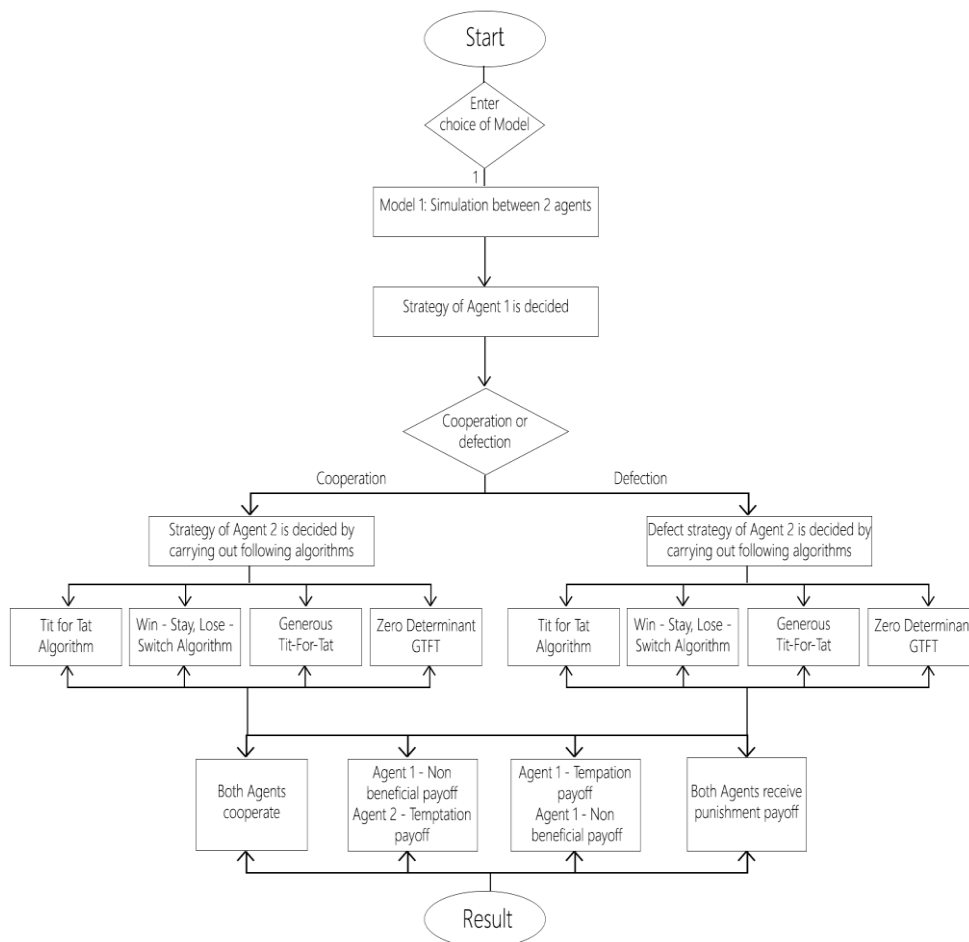 Start
Enter
choice of Model
1
Model 1: Simulation between 2 agents
Strategy of Agent 1 is decided
Cooperation or
defection
Cooperation
Defection
Strategy of Agent 2 is decided by
carrying out following algorithms
Defect strategy of Agent 2 is decided by
carrying out following algorithms
Tit for Tat
Algorithm
Win - Stay, Lose -
Switch Algorithm
Generous
Tit-For-Tat
Zero Determinant
GTFT
Tit for Tat
Algorithm
Win - Stay, Lose -
Switch Algorithm
Generous
Tit-For-Tat
Zero Determinant
GTFT
Both Agents
cooperate
Agent 1 - Non
beneficial payoff
Agent 2 - Temptation
payoff
Agent 1 - Tempation
payoff
Agent 1 - Non
beneficial payoff
Both Agents receive
punishment payoff
Result